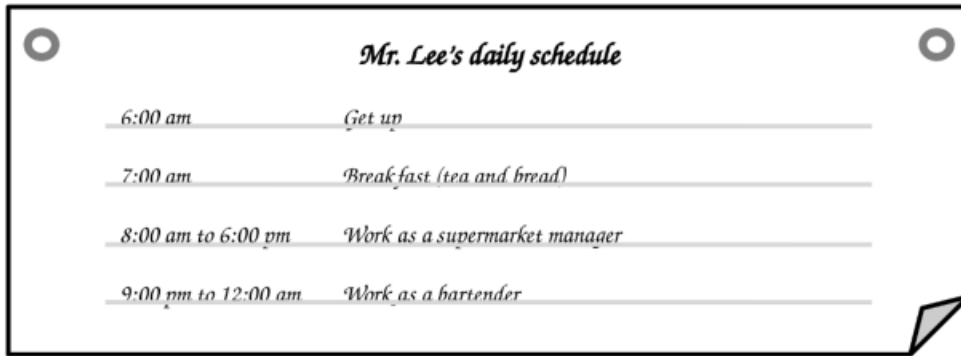 Mr. Lee's daily schedule
6:00 am Get up
7:00 am Breakfast (tea and bread)
8:00 am to 6:00 pm Work as a supermarket manager
9:00 pm to 12:00 am Work as a bartender